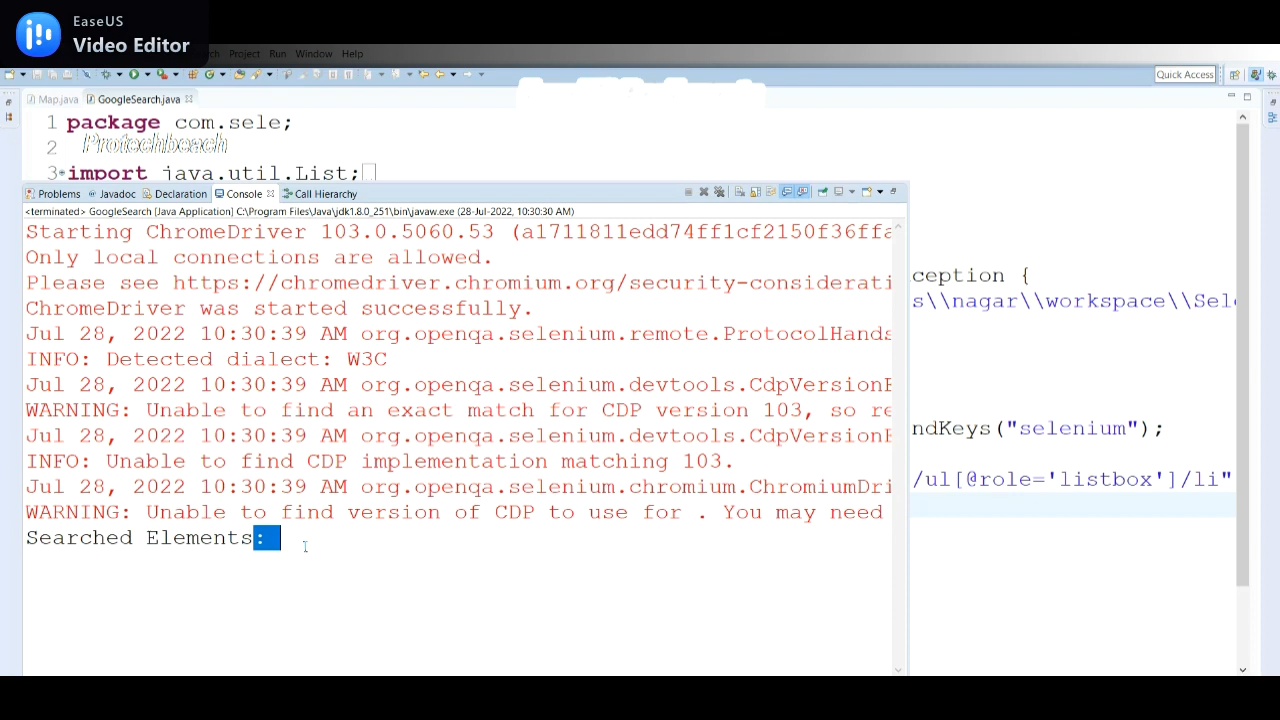 EaseUS
Video Editor
Project Run Window Help
Quick Access
Map.java GoogleSearch.java
1 package com.sele;
2
Protechbeach
3 import java.util.List;
Problems Javadoc Declaration Console Call Hierarchy
<terminated> GoogleSearch [Java Application] C:\Program Files\Java\jdk1.8.0_251\bin\javaw.exe (28-Jul-2022, 10:30:30 AM)
Starting ChromeDriver 103.0.5060.53 (a1711811edd74ff1cf2150f36ffa
Only local connections are allowed.
Please see https://chromedriver.chromium.org/security-considerati
ChromeDriver was started successfully.
Jul 28, 2022 10:30:39 AM org.openqa.selenium.remote.ProtocolHands
INFO: Detected dialect: W3C
Jul 28, 2022 10:30:39 AM org.openqa.selenium.devtools.CdpVersionF
WARNING: Unable to find an exact match for CDP version 103, so re
Jul 28, 2022 10:30:39 AM org.openqa.selenium.devtools.CdpVersionF
INFO: Unable to find CDP implementation matching 103.
Jul 28, 2022 10:30:39 AM org.openqa.selenium.chromium.ChromiumDri
WARNING: Unable to find version of CDP to use for . You may need
Searched Elements:
ception {
s\\nagar\\workspace\\Sele
ndKeys("selenium");
/ul[@role='listbox']/li"